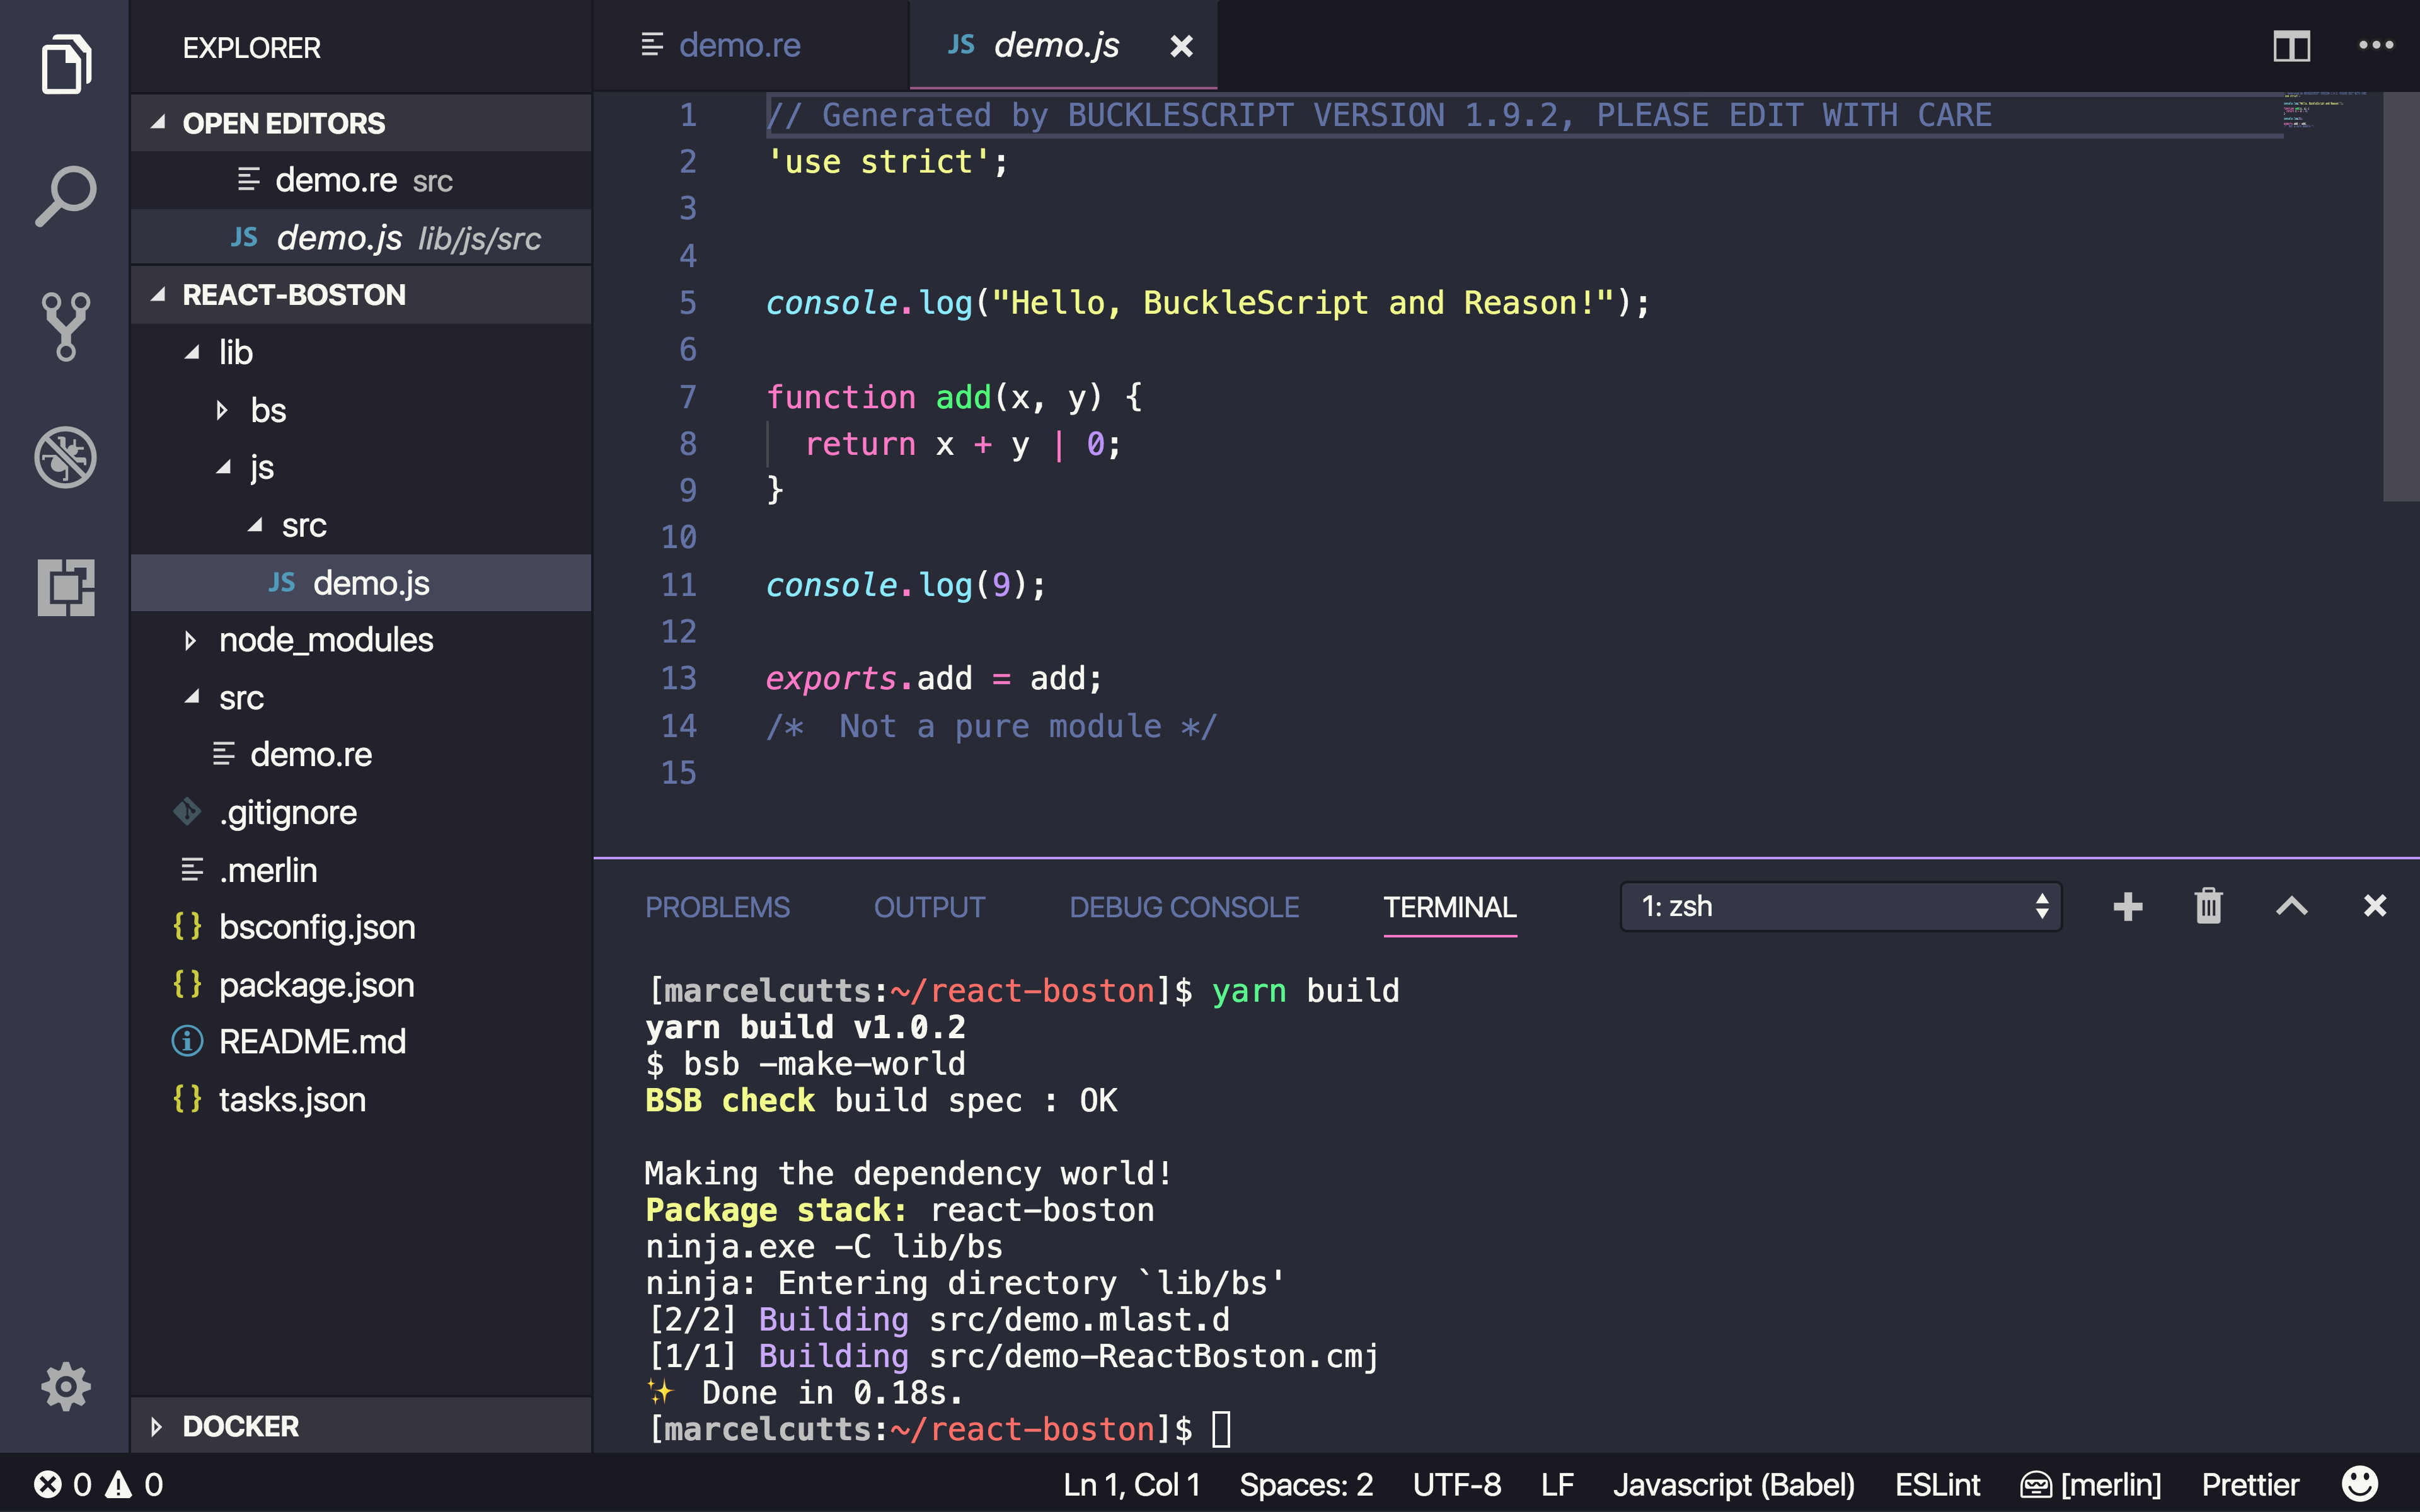 EXPLORER
OPEN EDITORS
demo.re src
JS demo.js lib/js/src
REACT-BOSTON
lib
bs
js
src
JS demo.js
node_modules
src
demo.re
.gitignore
.merlin
{} bsconfig.json
{} package.json
README.md
{} tasks.json
DOCKER
demo.re
JS demo.js
1 // Generated by BUCKLESCRIPT VERSION 1.9.2, PLEASE EDIT WITH CARE
2 'use strict';
3
4
5 console.log("Hello, BuckleScript and Reason!");
6
7 function add(x, y) {
8 return x + y | 0;
9 }
10
11 console.log(9);
12
13 exports.add = add;
14 /*  Not a pure module */
15
PROBLEMS OUTPUT DEBUG CONSOLE TERMINAL 1: zsh
[marcelcutts:~/react-boston]$ yarn build
yarn build v1.0.2
$ bsb -make-world
BSB check build spec : OK
Making the dependency world!
Package stack: react-boston
ninja.exe -C lib/bs
ninja: Entering directory `lib/bs'
[2/2] Building src/demo.mlast.d
[1/1] Building src/demo-ReactBoston.cmj
✨ Done in 0.18s.
[marcelcutts:~/react-boston]$
0 0 Ln 1, Col 1 Spaces: 2 UTF-8 LF Javascript (Babel) ESLint [merlin] Prettier